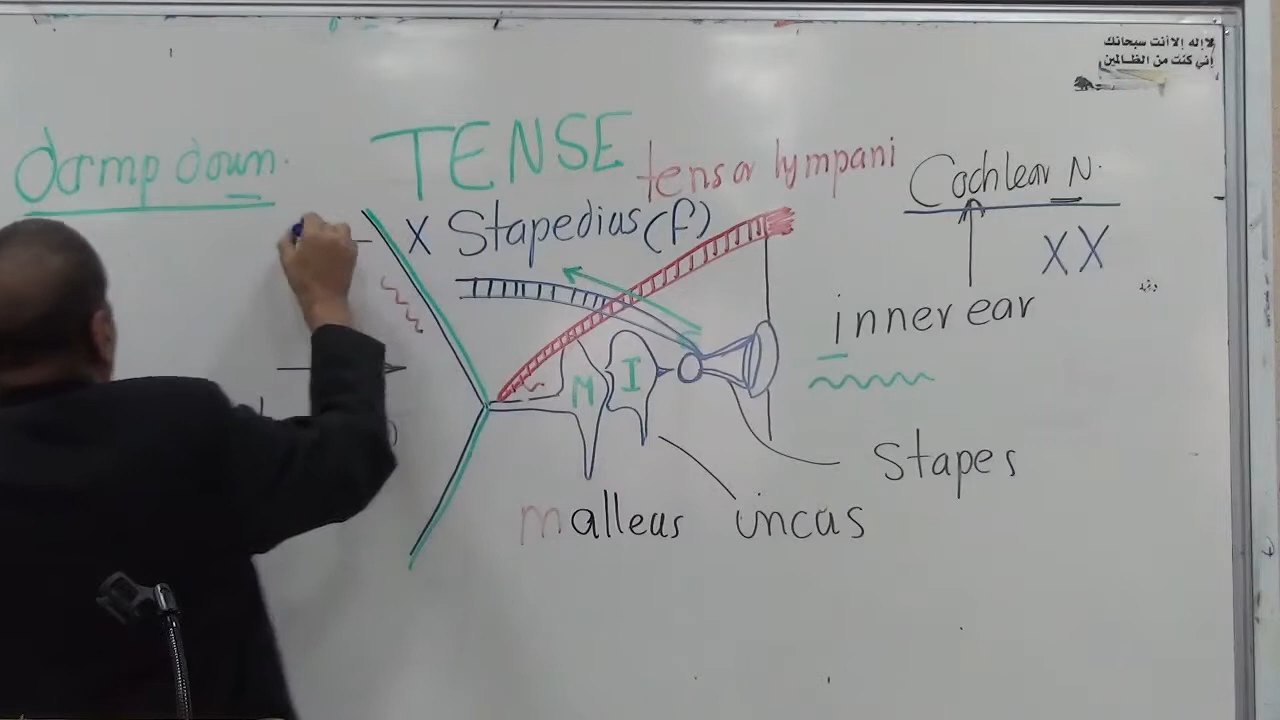 لا إله إلا أنت سبحانك
إني كنت من الظالمين
damp down.
TENSE
tensor tympani
Cochlear N.
X Stapedius (f)
XX
inner ear
M
I
Stapes
malleus
incus